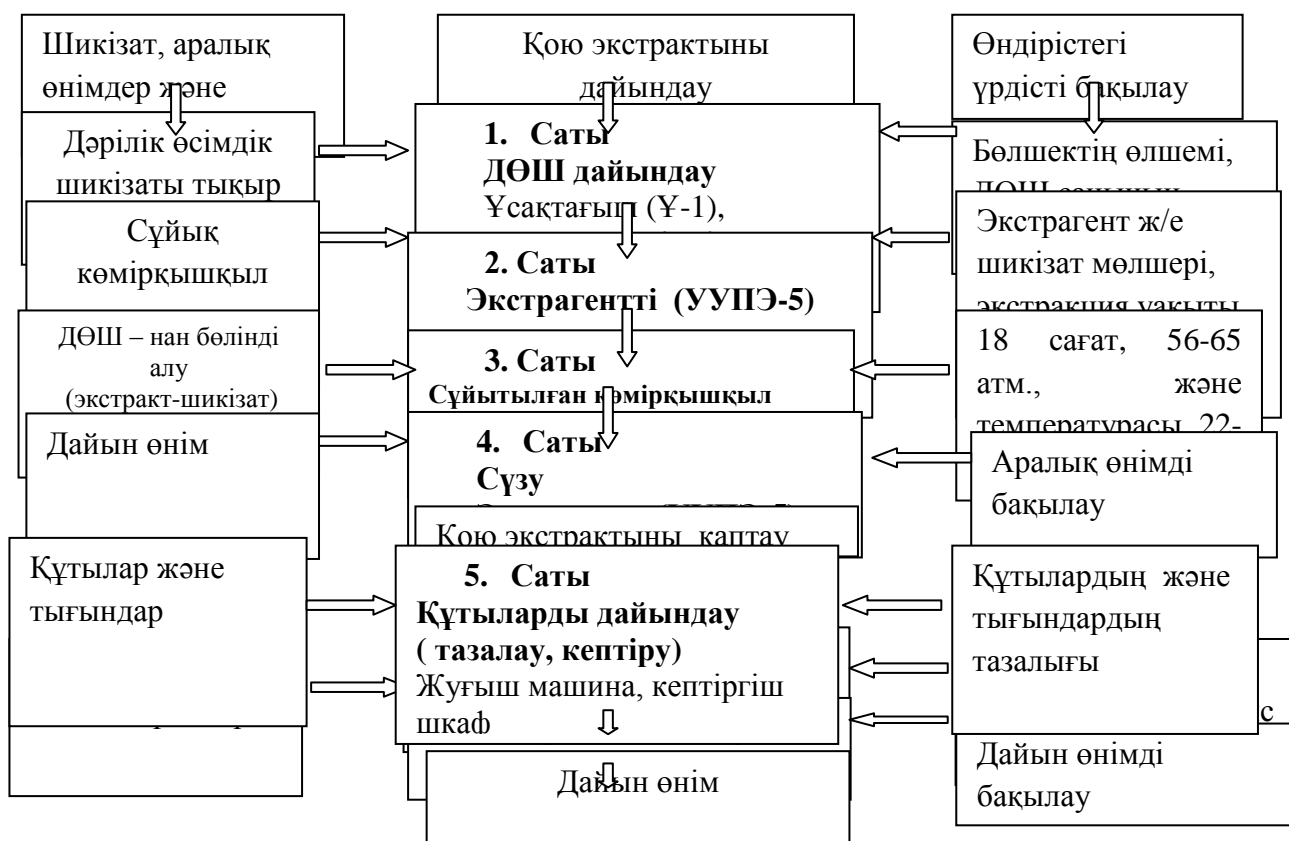 Шикізат, аралық
өнімдер және
Дәрілік өсімдік
шикізаты тықыр
Сұйық
көмірқышқыл
ДӨШ – нан бөлінді
алу
(экстракт-шикізат)
Дайын өнім
Құтылар және
тығындар
Қою экстрактыны
дайындау
1. Саты
ДӨШ дайындау
Ұсақтағыш (Ұ-1),
2. Саты
Экстрагентті (УУПЭ-5)
3. Саты
Сұйытылған көмірқышқыл
4. Саты
Сүзу
Қою экстрактыны қаптау
5. Саты
Құтыларды дайындау
( тазалау, кептіру)
Жуғыш машина, кептіргіш
шкаф
Дайын өнім
Өндірістегі
үрдісті бақылау
Бөлшектің өлшемі,
Экстрагент ж/е
шикізат мөлшері,
экстракция уақыты
18 сағат, 56-65
атм., және
температурасы 22-
Аралық өнімді
бақылау
Құтылардың және
тығындардың
тазалығы
с
Дайын өнімді
бақылау